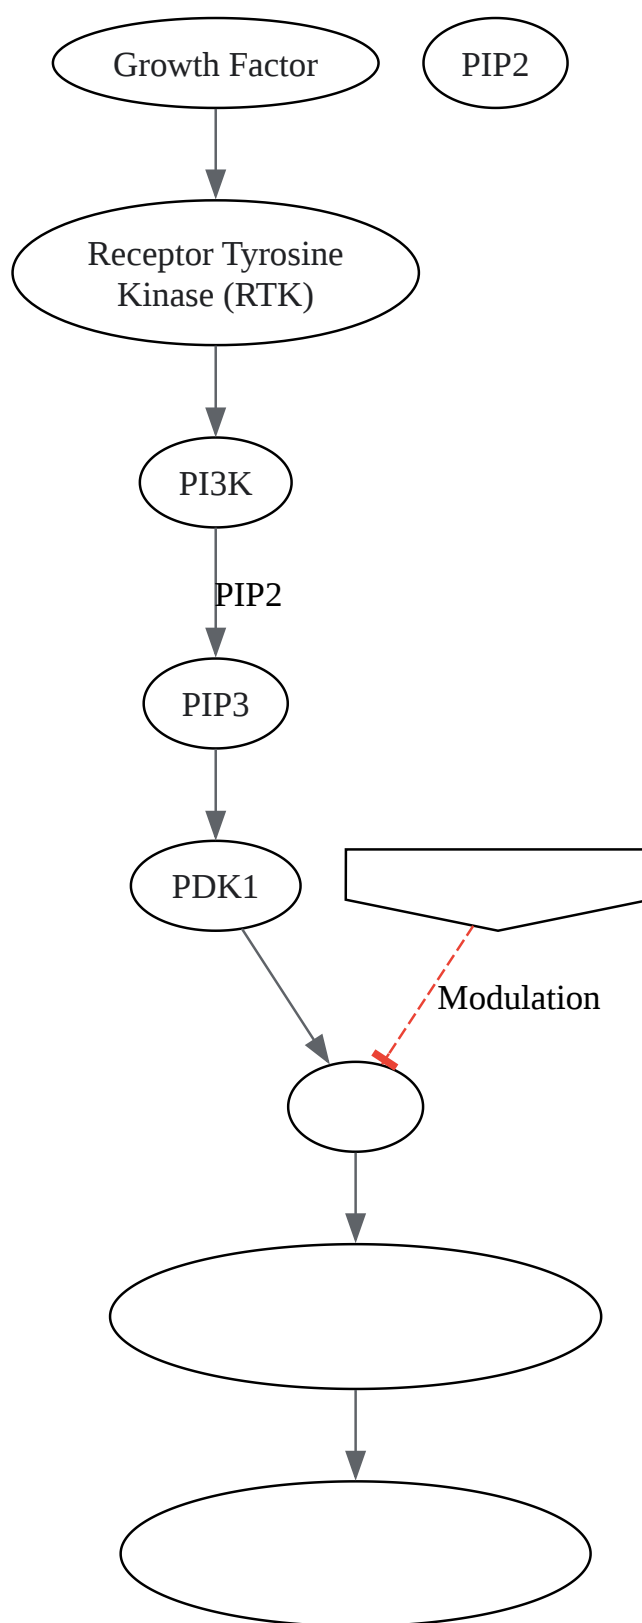 Growth Factor
PIP2
Receptor Tyrosine
Kinase (RTK)
PI3K
PIP2
PIP3
PDK1
Modulation